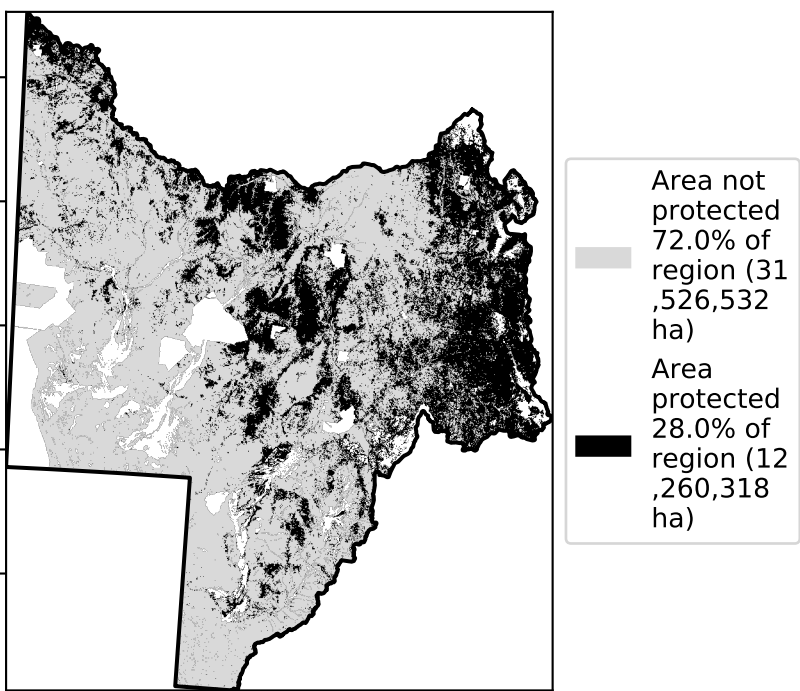 Area not
protected
72.0% of
region (31
,526,532
ha)
Area
protected
28.0% of
region (12
,260,318
ha)